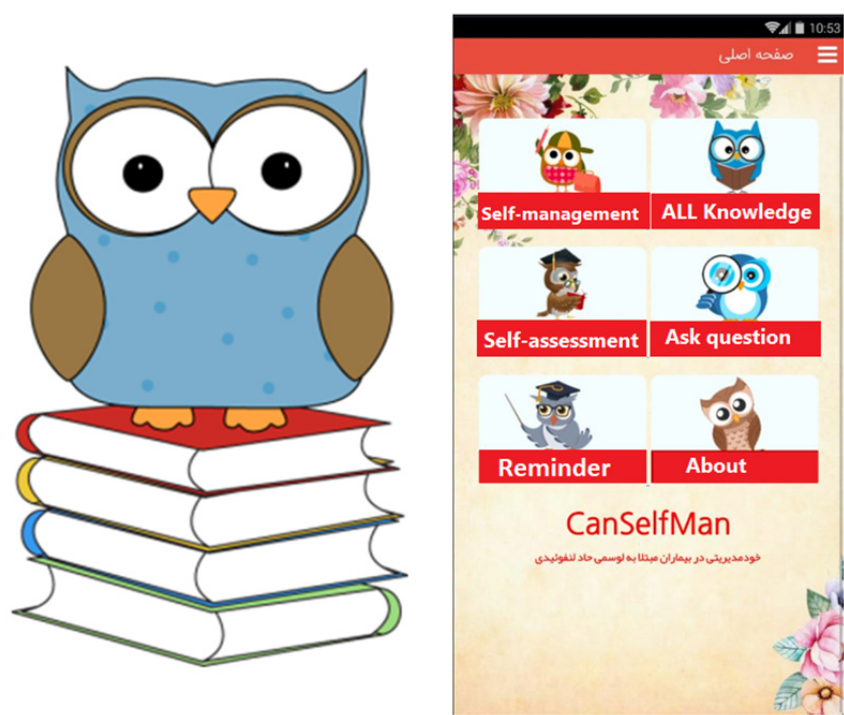 10:53
صفحه اصلی
Self-management
ALL Knowledge
Self-assessment
Ask question
Reminder
About
CanSelfMan
خودمدیریتی در بیماران مبتلا به لوسمی حاد لنفوئیدی